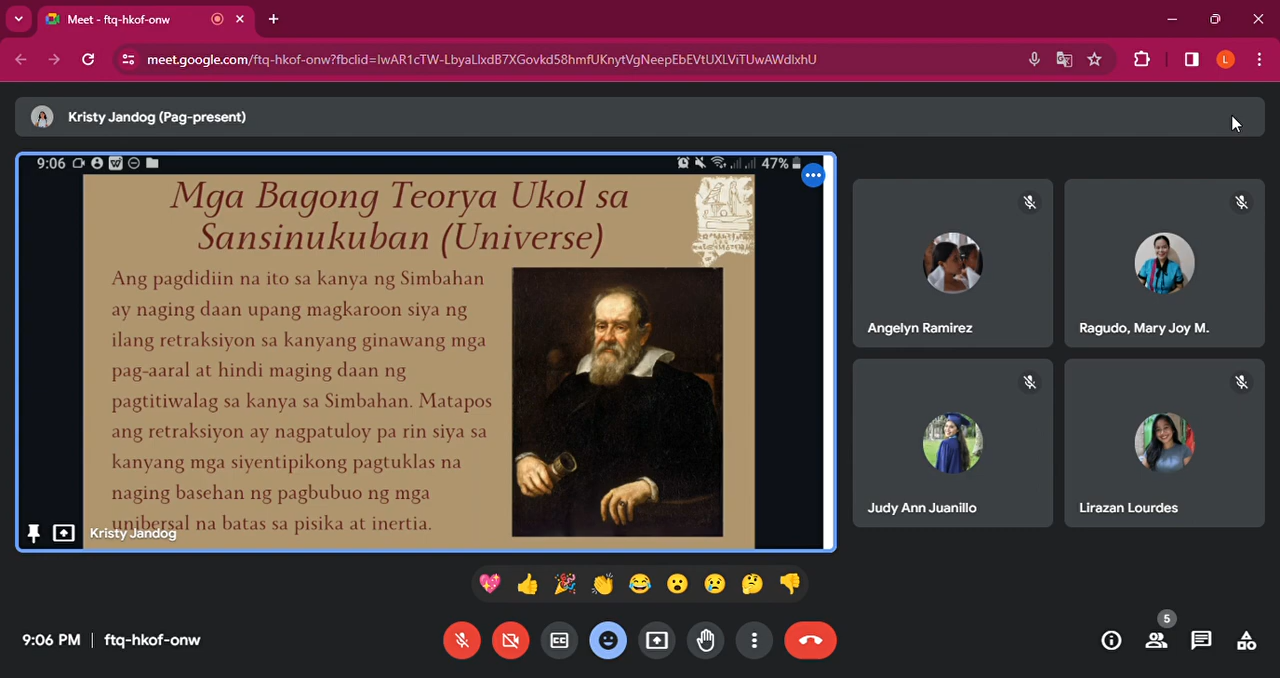 Meet - ftq-hkof-onw
meet.google.com/ftq-hkof-onw?fbclid=IwAR1cTW-LbyaLlxdB7XGovkd58hmfUKnytVgNeepEbEVtUXLViTUwAWdlxhU
L
Kristy Jandog (Pag-present)
9:06
47%
Mga Bagong Teorya Ukol sa
Sansinukuban (Universe)
Ang pagdidiin na ito sa kanya ng Simbahan
ay naging daan upang magkaroon siya ng
ilang retraksiyon sa kanyang ginawang mga
pag-aaral at hindi maging daan ng
pagtitiwalag sa kanya sa Simbahan. Matapos
ang retraksiyon ay nagpatuloy pa rin siya sa
kanyang mga siyentipikong pagtuklas na
naging basehan ng pagbubuo ng mga
unibersal na batas sa pisika at inertia.
Kristy Jandog
Angelyn Ramirez
Ragudo, Mary Joy M.
Judy Ann Juanillo
Lirazan Lourdes
9:06 PM | ftq-hkof-onw
5